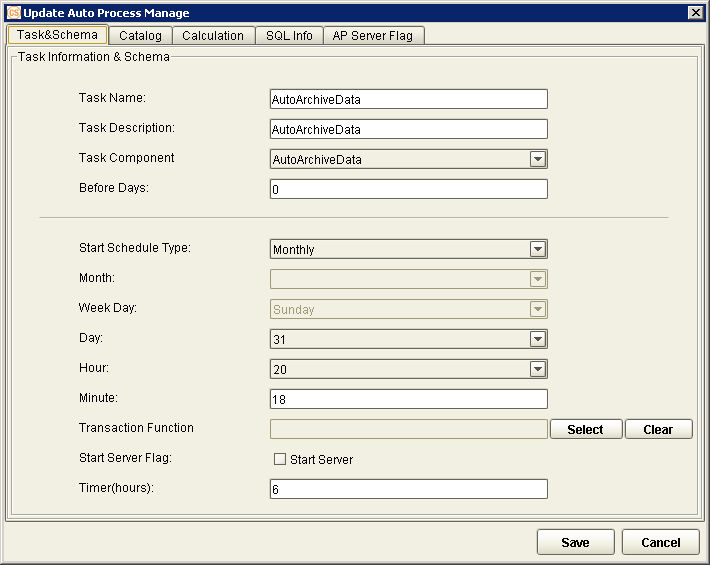 CS Update Auto Process Manage
Task&Schema Catalog Calculation SQL Info AP Server Flag
Task Information & Schema
Task Name: AutoArchiveData
Task Description: AutoArchiveData
Task Component AutoArchiveData
Before Days: 0
Start Schedule Type: Monthly
Month:
Week Day: Sunday
Day: 31
Hour: 20
Minute: 18
Transaction Function Select Clear
Start Server Flag: Start Server
Timer(hours): 6
Save Cancel